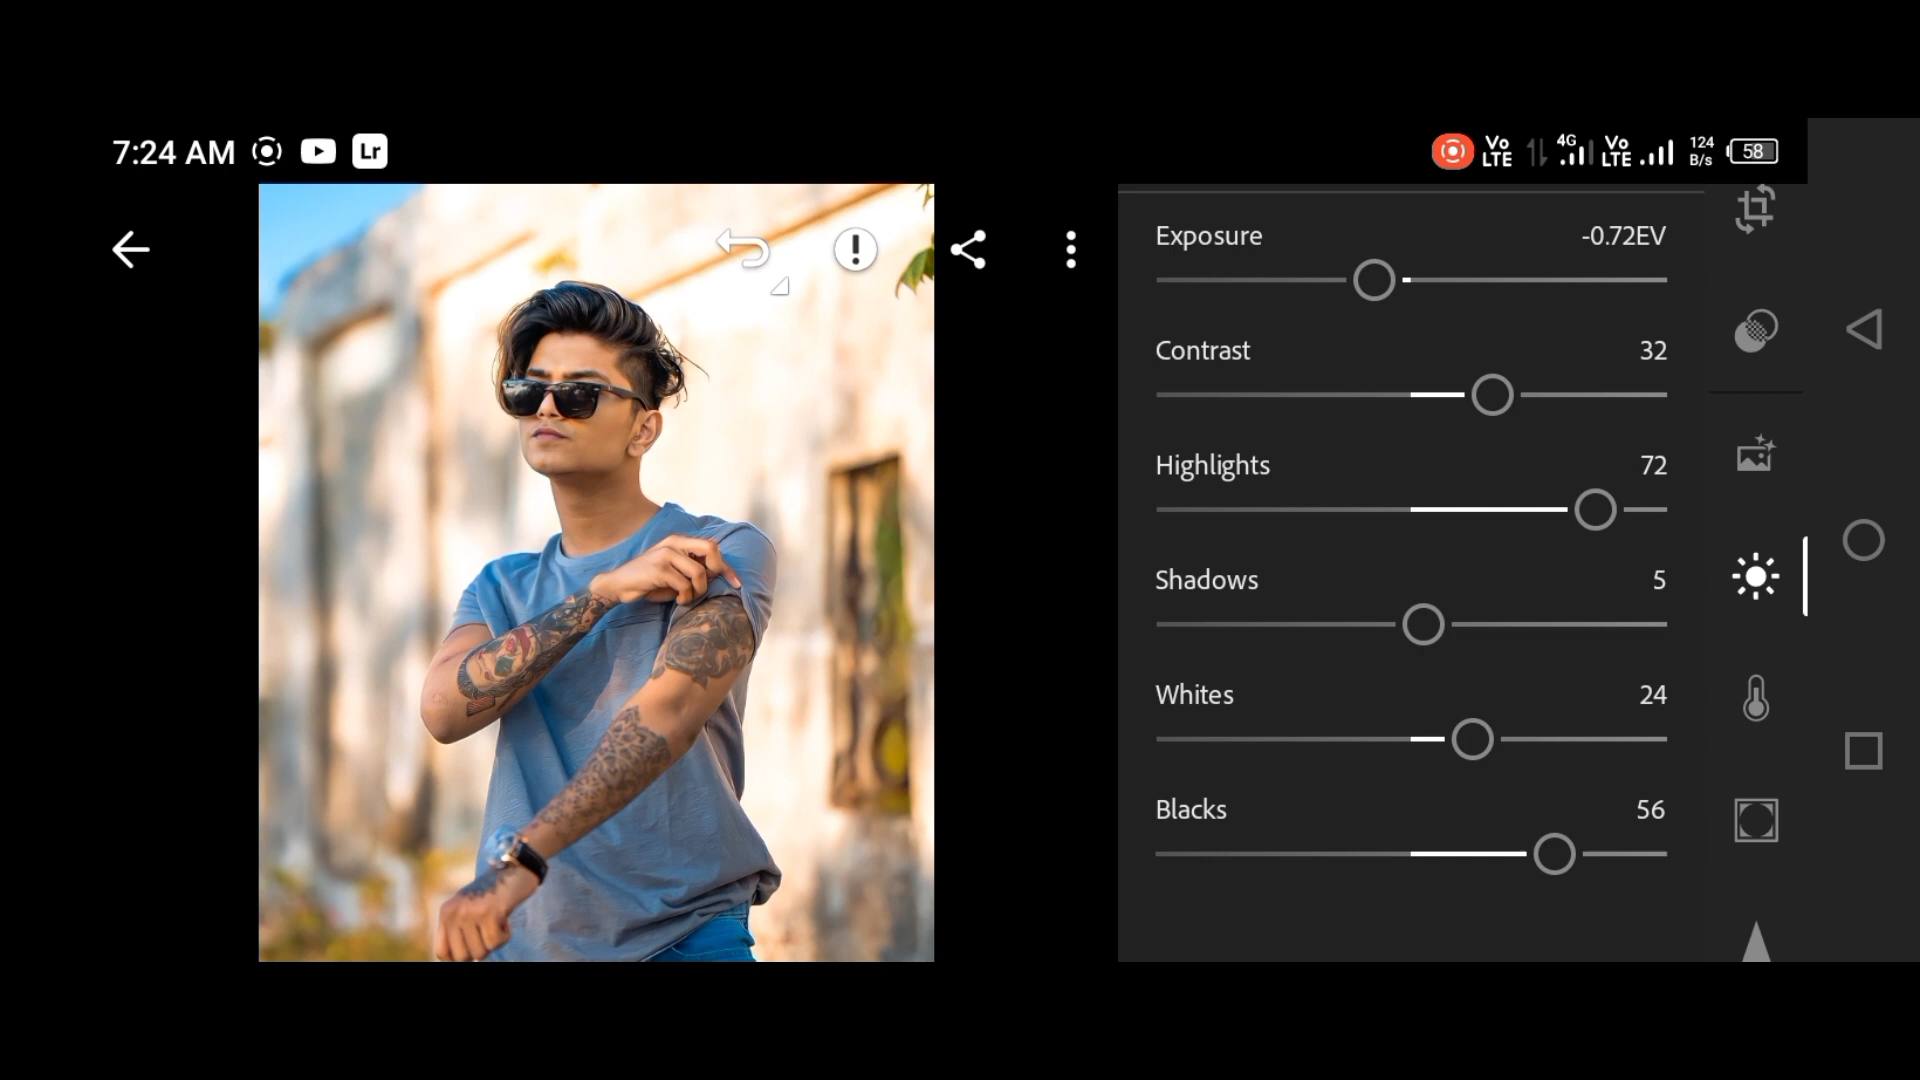 7:24 AM Lr Vo LTE 4G Vo LTE 124 B/s 58
Exposure -0.72EV
Contrast 32
Highlights 72
Shadows 5
Whites 24
Blacks 56